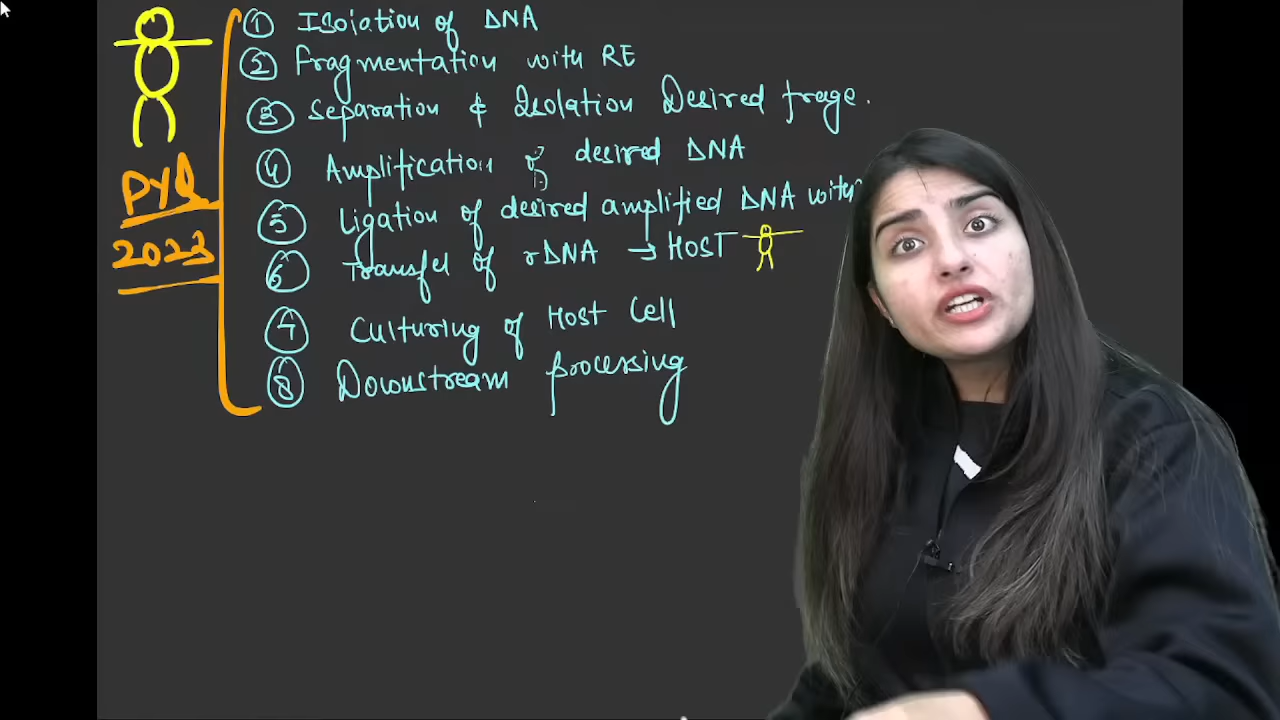 ① Isolation of DNA
② Fragmentation with RE
③ Separation & Isolation Desired frage.
④ Amplification of desired DNA
⑤ Ligation of desired amplified DNA with
⑥ Transfer of rDNA → HOST
⑦ Culturing of Host Cell
⑧ Downstream processing
PYQ
2023